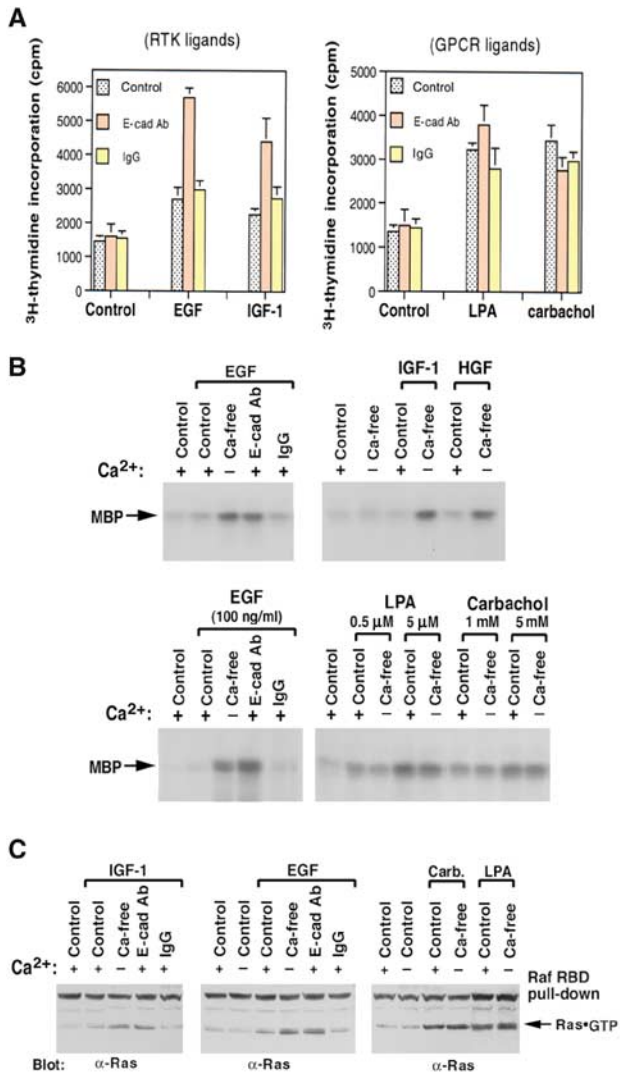 A
(RTK ligands)
³H-thymidine incorporation (cpm)
6000
5000
4000
3000
2000
1000
0
Control
E-cad Ab
IgG
Control EGF IGF-1
(GPCR ligands)
³H-thymidine incorporation (cpm)
5000
4000
3000
2000
1000
0
Control
E-cad Ab
IgG
Control LPA carbachol
B
EGF
Control Control Ca-free E-cad Ab IgG
Ca2+: + + – + +
MBP
IGF-1 HGF
Control Ca-free Control Ca-free Control Ca-free
+ – + – + –
EGF
(100 ng/ml)
Control Control Ca-free E-cad Ab IgG
Ca2+: + + – + +
MBP
LPA Carbachol
0.5 µM 5 µM 1 mM 5 mM
Control Control Ca-free Control Ca-free Control Ca-free Control Ca-free
+ + – + – + – + –
C
IGF-1
Control Control Ca-free E-cad Ab IgG
Ca2+: + + – + +
EGF
Control Control Control Ca-free E-cad Ab IgG
+ – + – + +
Carb. LPA
Control Control Control Ca-free Control Ca-free
+ – + – + –
Raf RBD
pull-down
Ras•GTP
Blot: α-Ras α-Ras α-Ras